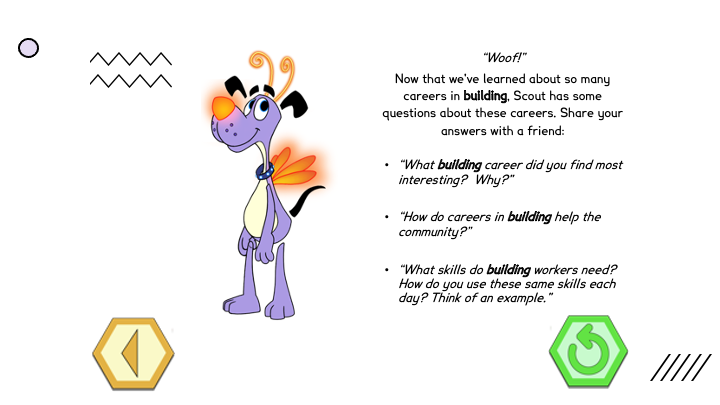 “Woof!”
Now that we've learned about so many
careers in building, Scout has some
questions about these careers. Share your
answers with a friend:
• “What building career did you find most
interesting?  Why?”
• “How do careers in building help the
community?”
• “What skills do building workers need?
How do you use these same skills each
day? Think of an example.”